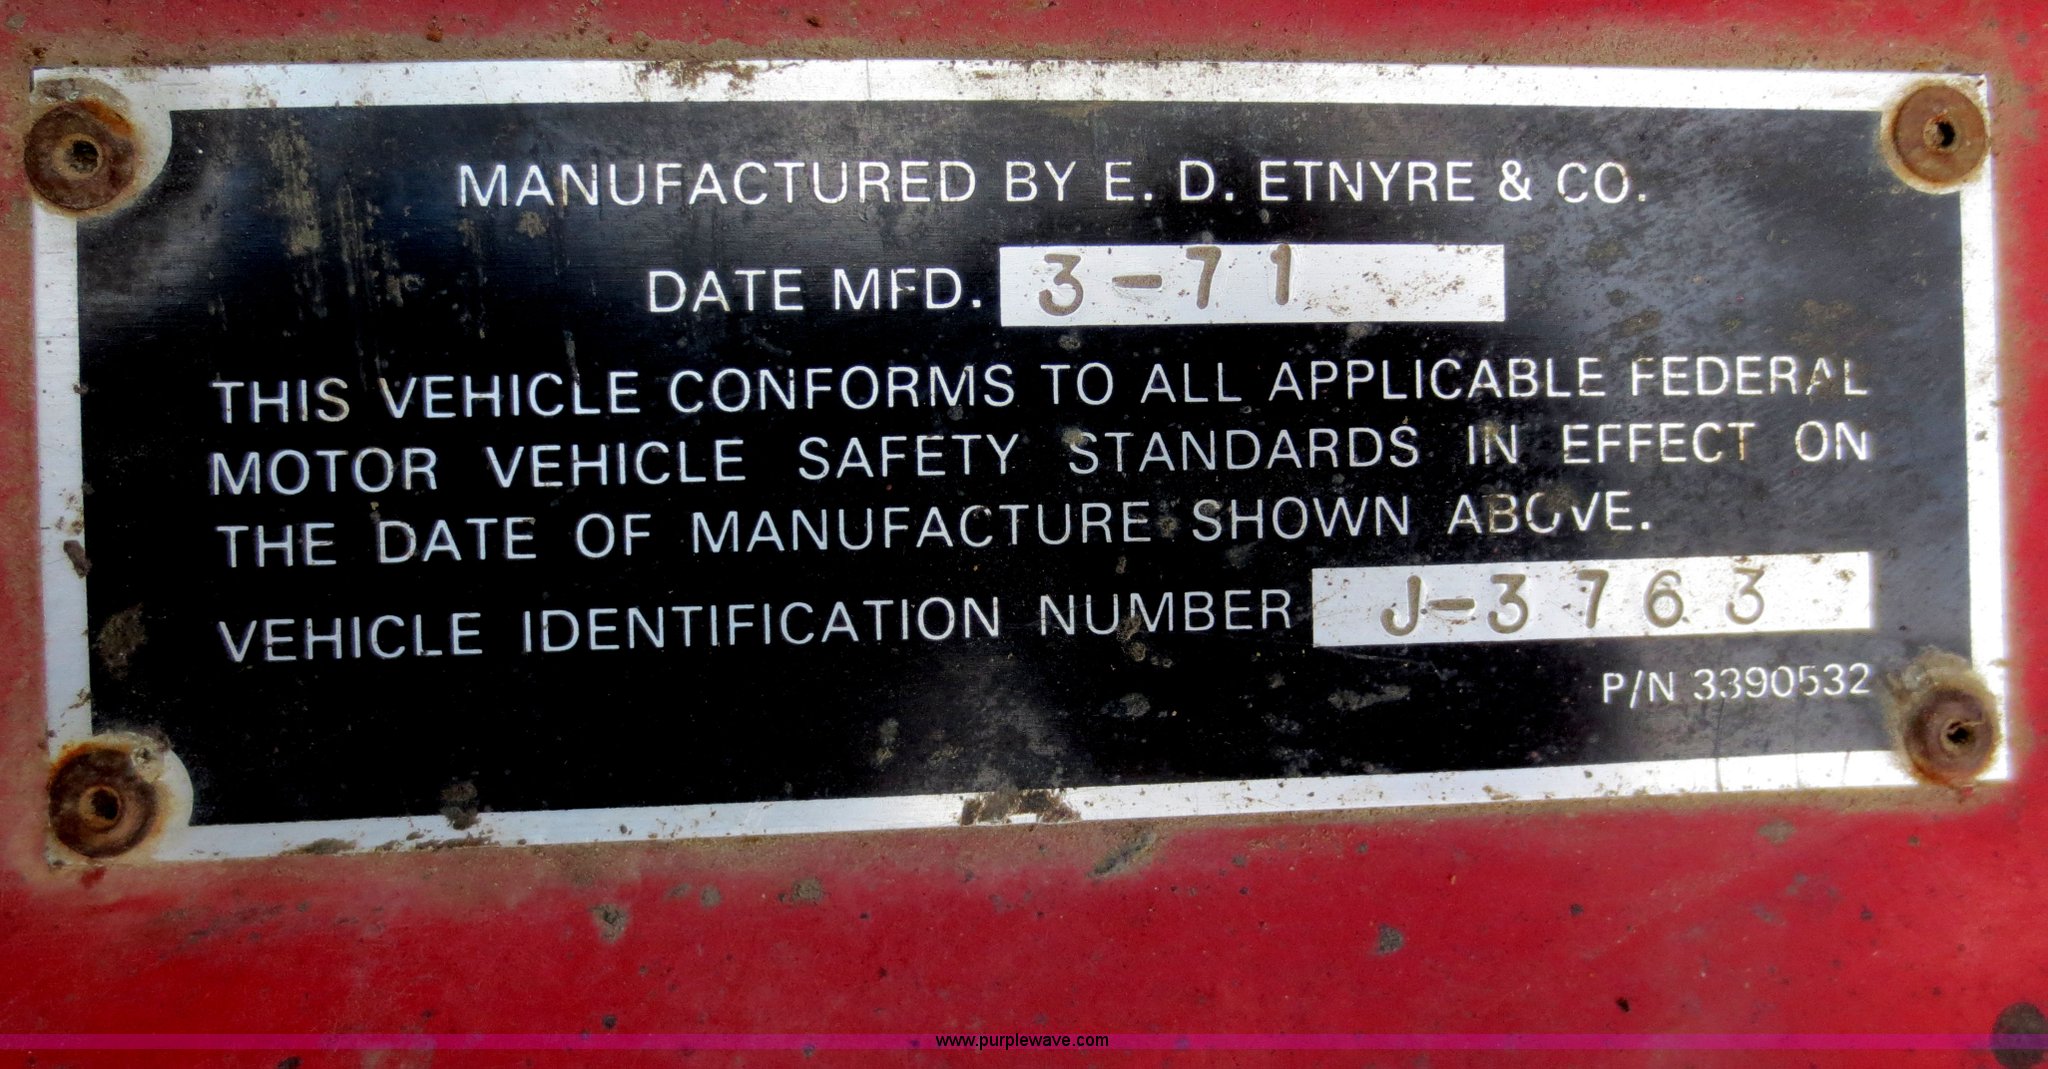 MANUFACTURED BY E. D. ETNYRE & CO.
DATE MFD. 3-71
THIS VEHICLE CONFORMS TO ALL APPLICABLE FEDERAL
MOTOR VEHICLE SAFETY STANDARDS IN EFFECT ON
THE DATE OF MANUFACTURE SHOWN ABOVE.
VEHICLE IDENTIFICATION NUMBER J-3763
P/N 3390532
www.purplewave.com